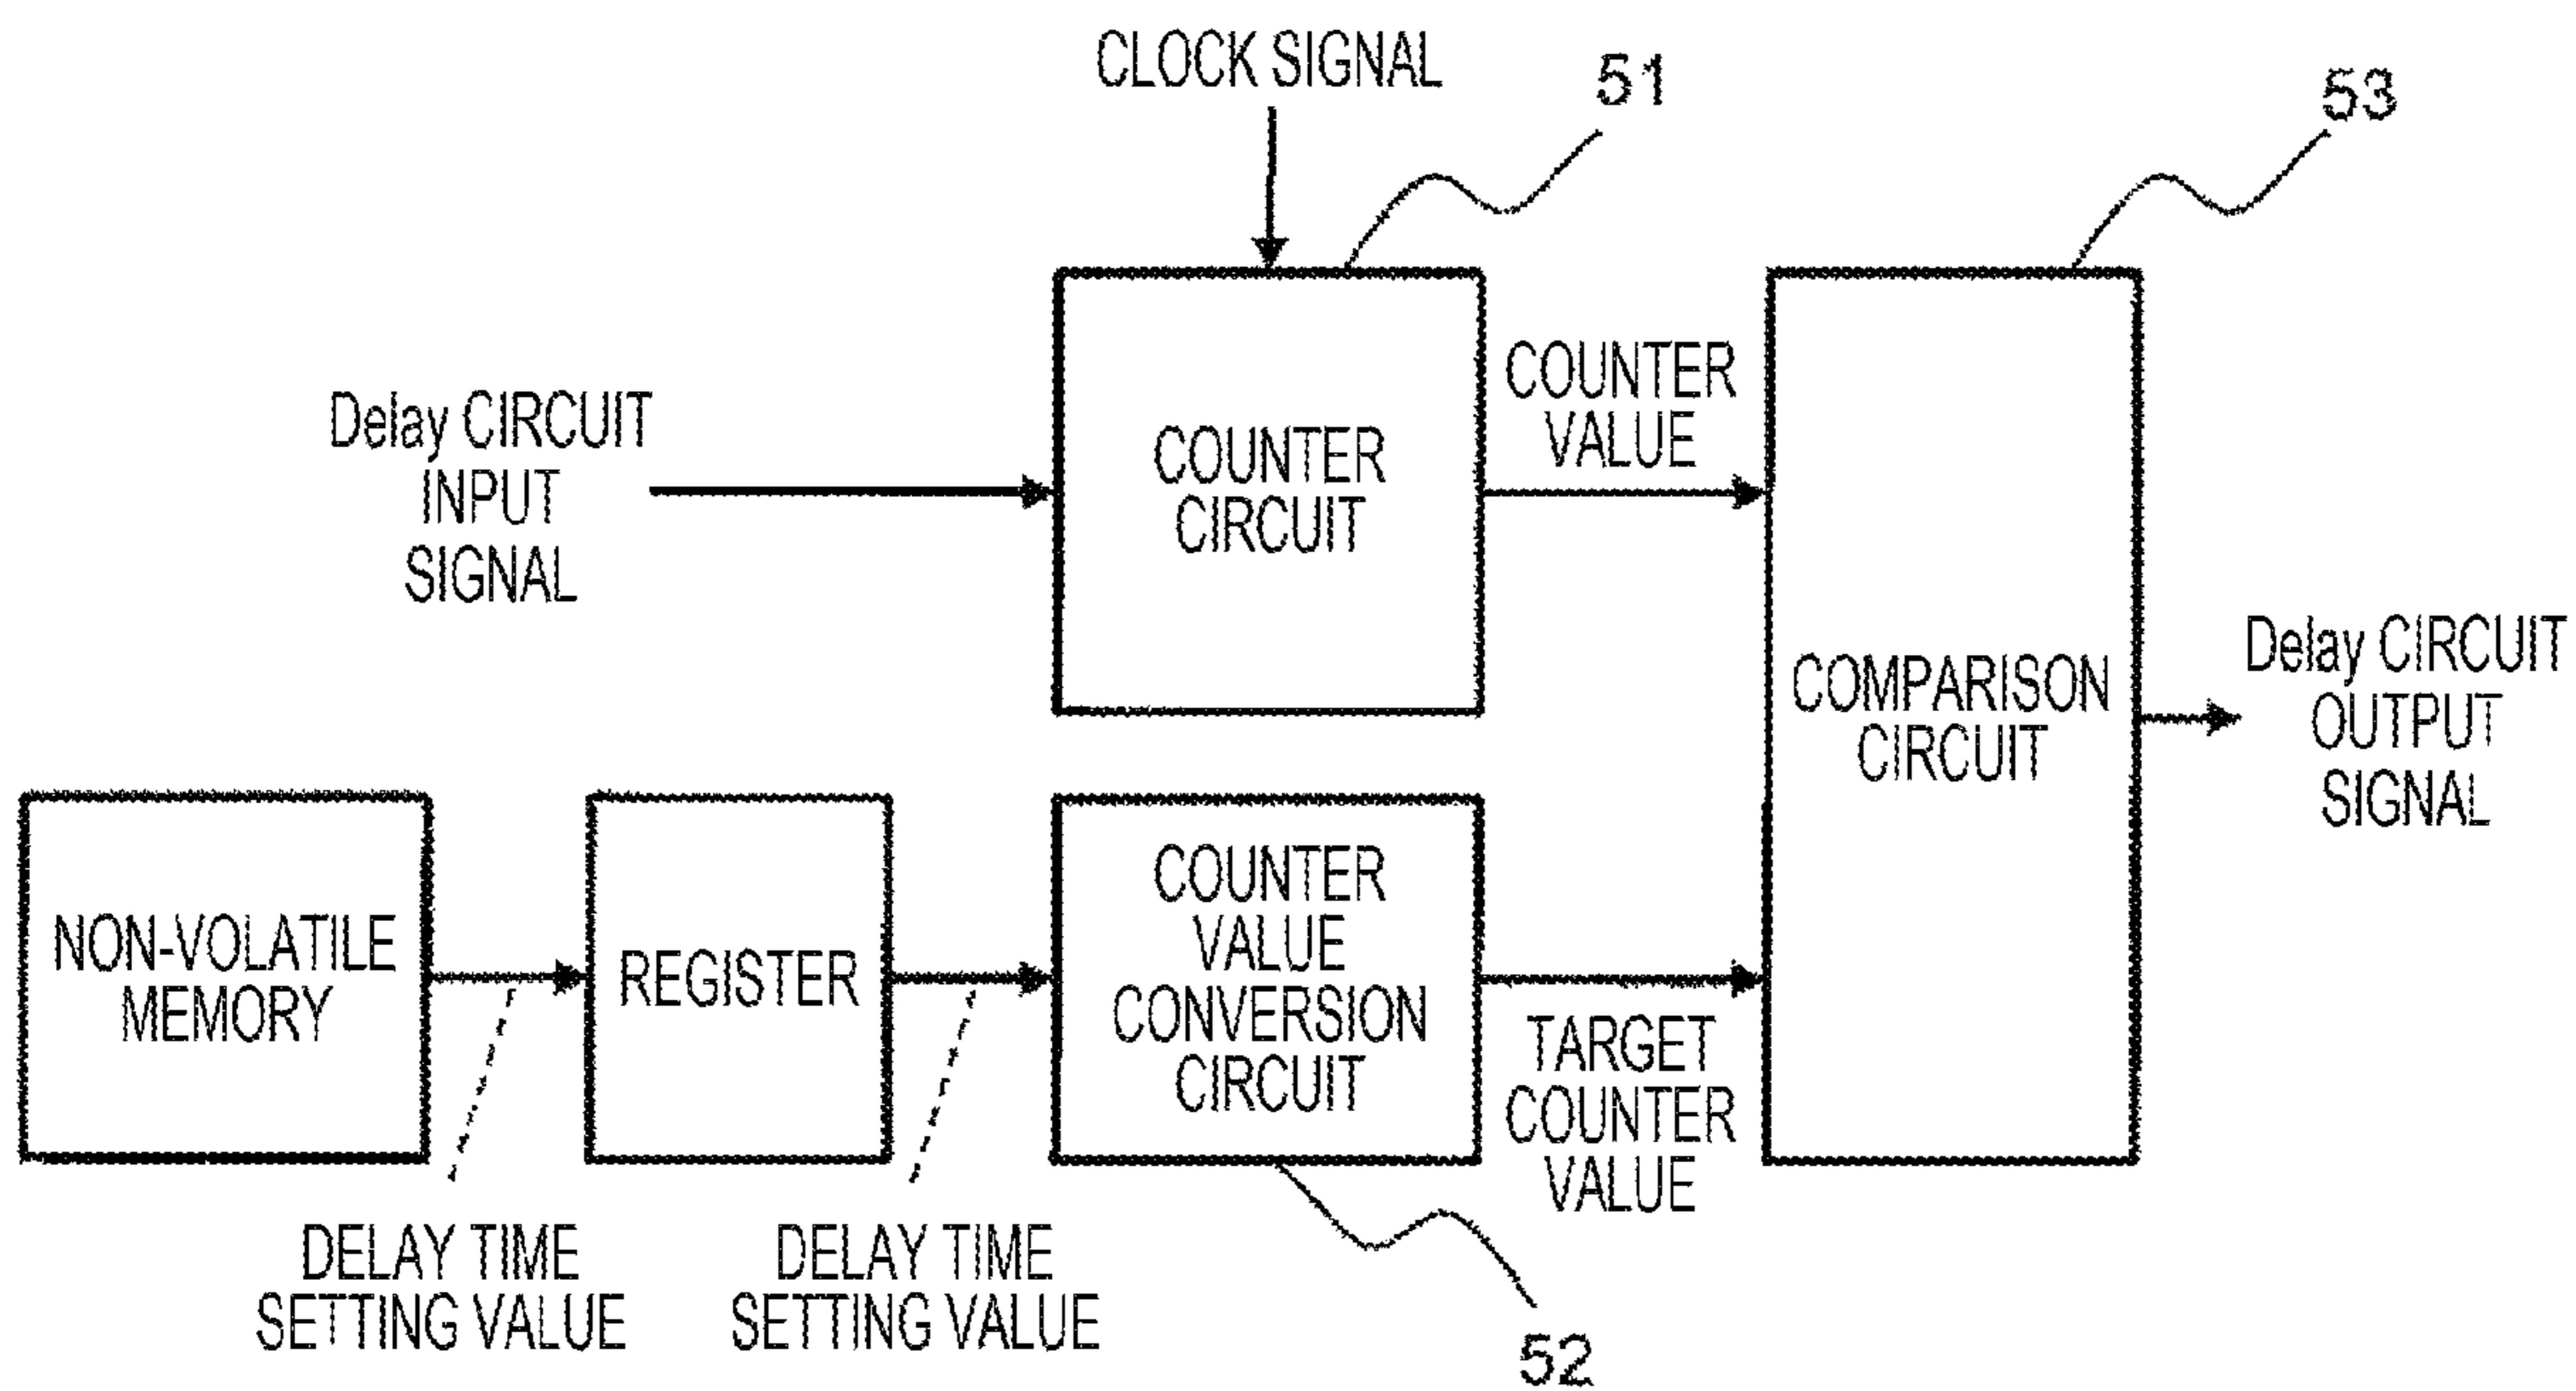 CLOCK SIGNAL
51
53
Delay CIRCUIT
INPUT
SIGNAL
COUNTER
CIRCUIT
COUNTER
VALUE
COMPARISON
CIRCUIT
Delay CIRCUIT
OUTPUT
SIGNAL
NON-VOLATILE
MEMORY
REGISTER
COUNTER
VALUE
CONVERSION
CIRCUIT
TARGET
COUNTER
VALUE
DELAY TIME
SETTING VALUE
DELAY TIME
SETTING VALUE
52